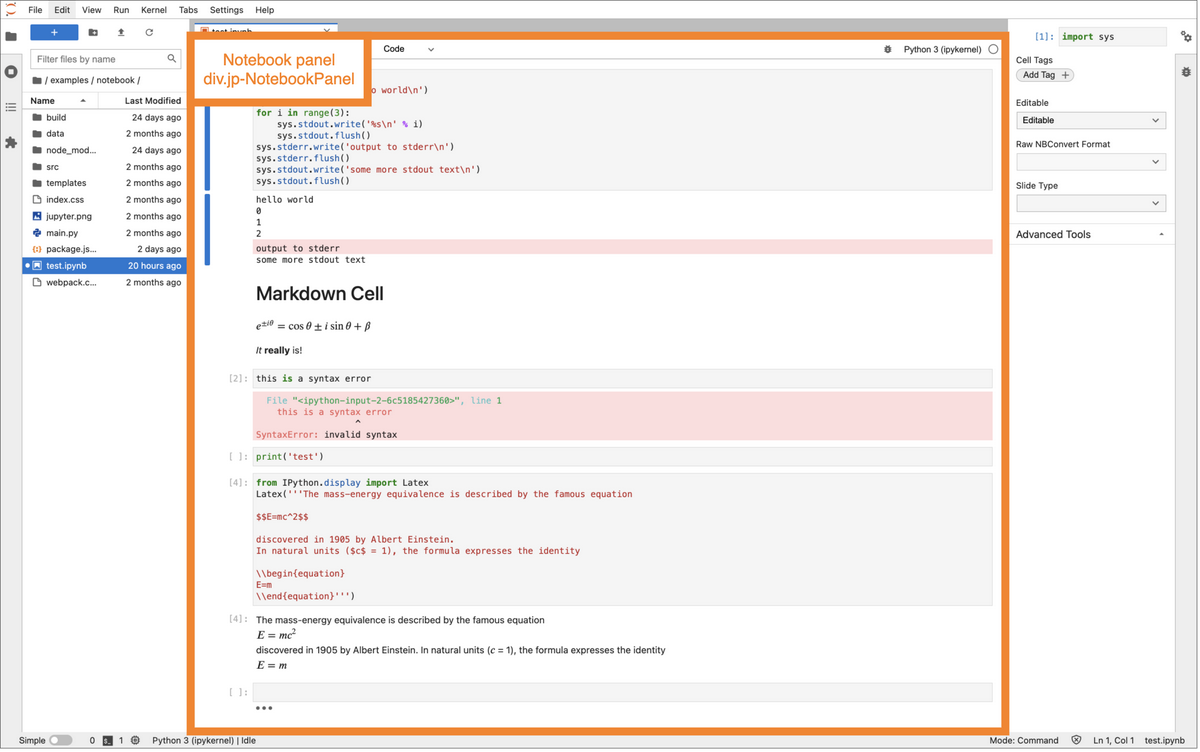 File Edit View Run Kernel Tabs Settings Help
Filter files by name
/ examples / notebook /
Name Last Modified
build 24 days ago
data 2 months ago
node_mod... 24 days ago
src 2 months ago
templates 2 months ago
index.css 2 months ago
jupyter.png 2 months ago
main.py 2 months ago
package.js... 2 days ago
test.ipynb 20 hours ago
webpack.c... 2 months ago
test.ipynb
Notebook panel
div.jp-NotebookPanel
Code
Python 3 (ipykernel)
o world\n')
for i in range(3):
    sys.stdout.write('%s\n' % i)
    sys.stdout.flush()
sys.stderr.write('output to stderr\n')
sys.stderr.flush()
sys.stdout.write('some more stdout text\n')
sys.stdout.flush()
hello world
0
1
2
output to stderr
some more stdout text
Markdown Cell
e±iθ = cos θ ± i sin θ + β
It really is!
[2]: this is a syntax error
File "<ipython-input-2-6c5185427360>", line 1
this is a syntax error
^
SyntaxError: invalid syntax
[ ]: print('test')
[4]: from IPython.display import Latex
Latex('''The mass-energy equivalence is described by the famous equation
$$E=mc^2$$
discovered in 1905 by Albert Einstein.
In natural units ($c$ = 1), the formula expresses the identity
\\begin{equation}
E=m
\\end{equation}''')
[4]: The mass-energy equivalence is described by the famous equation
E = mc²
discovered in 1905 by Albert Einstein. In natural units (c = 1), the formula expresses the identity
E = m
[ ]:
[1]: import sys
Cell Tags
Add Tag +
Editable
Editable
Raw NBConvert Format
Slide Type
Advanced Tools
Simple 0 1 Python 3 (ipykernel) | Idle Mode: Command Ln 1, Col 1 test.ipynb